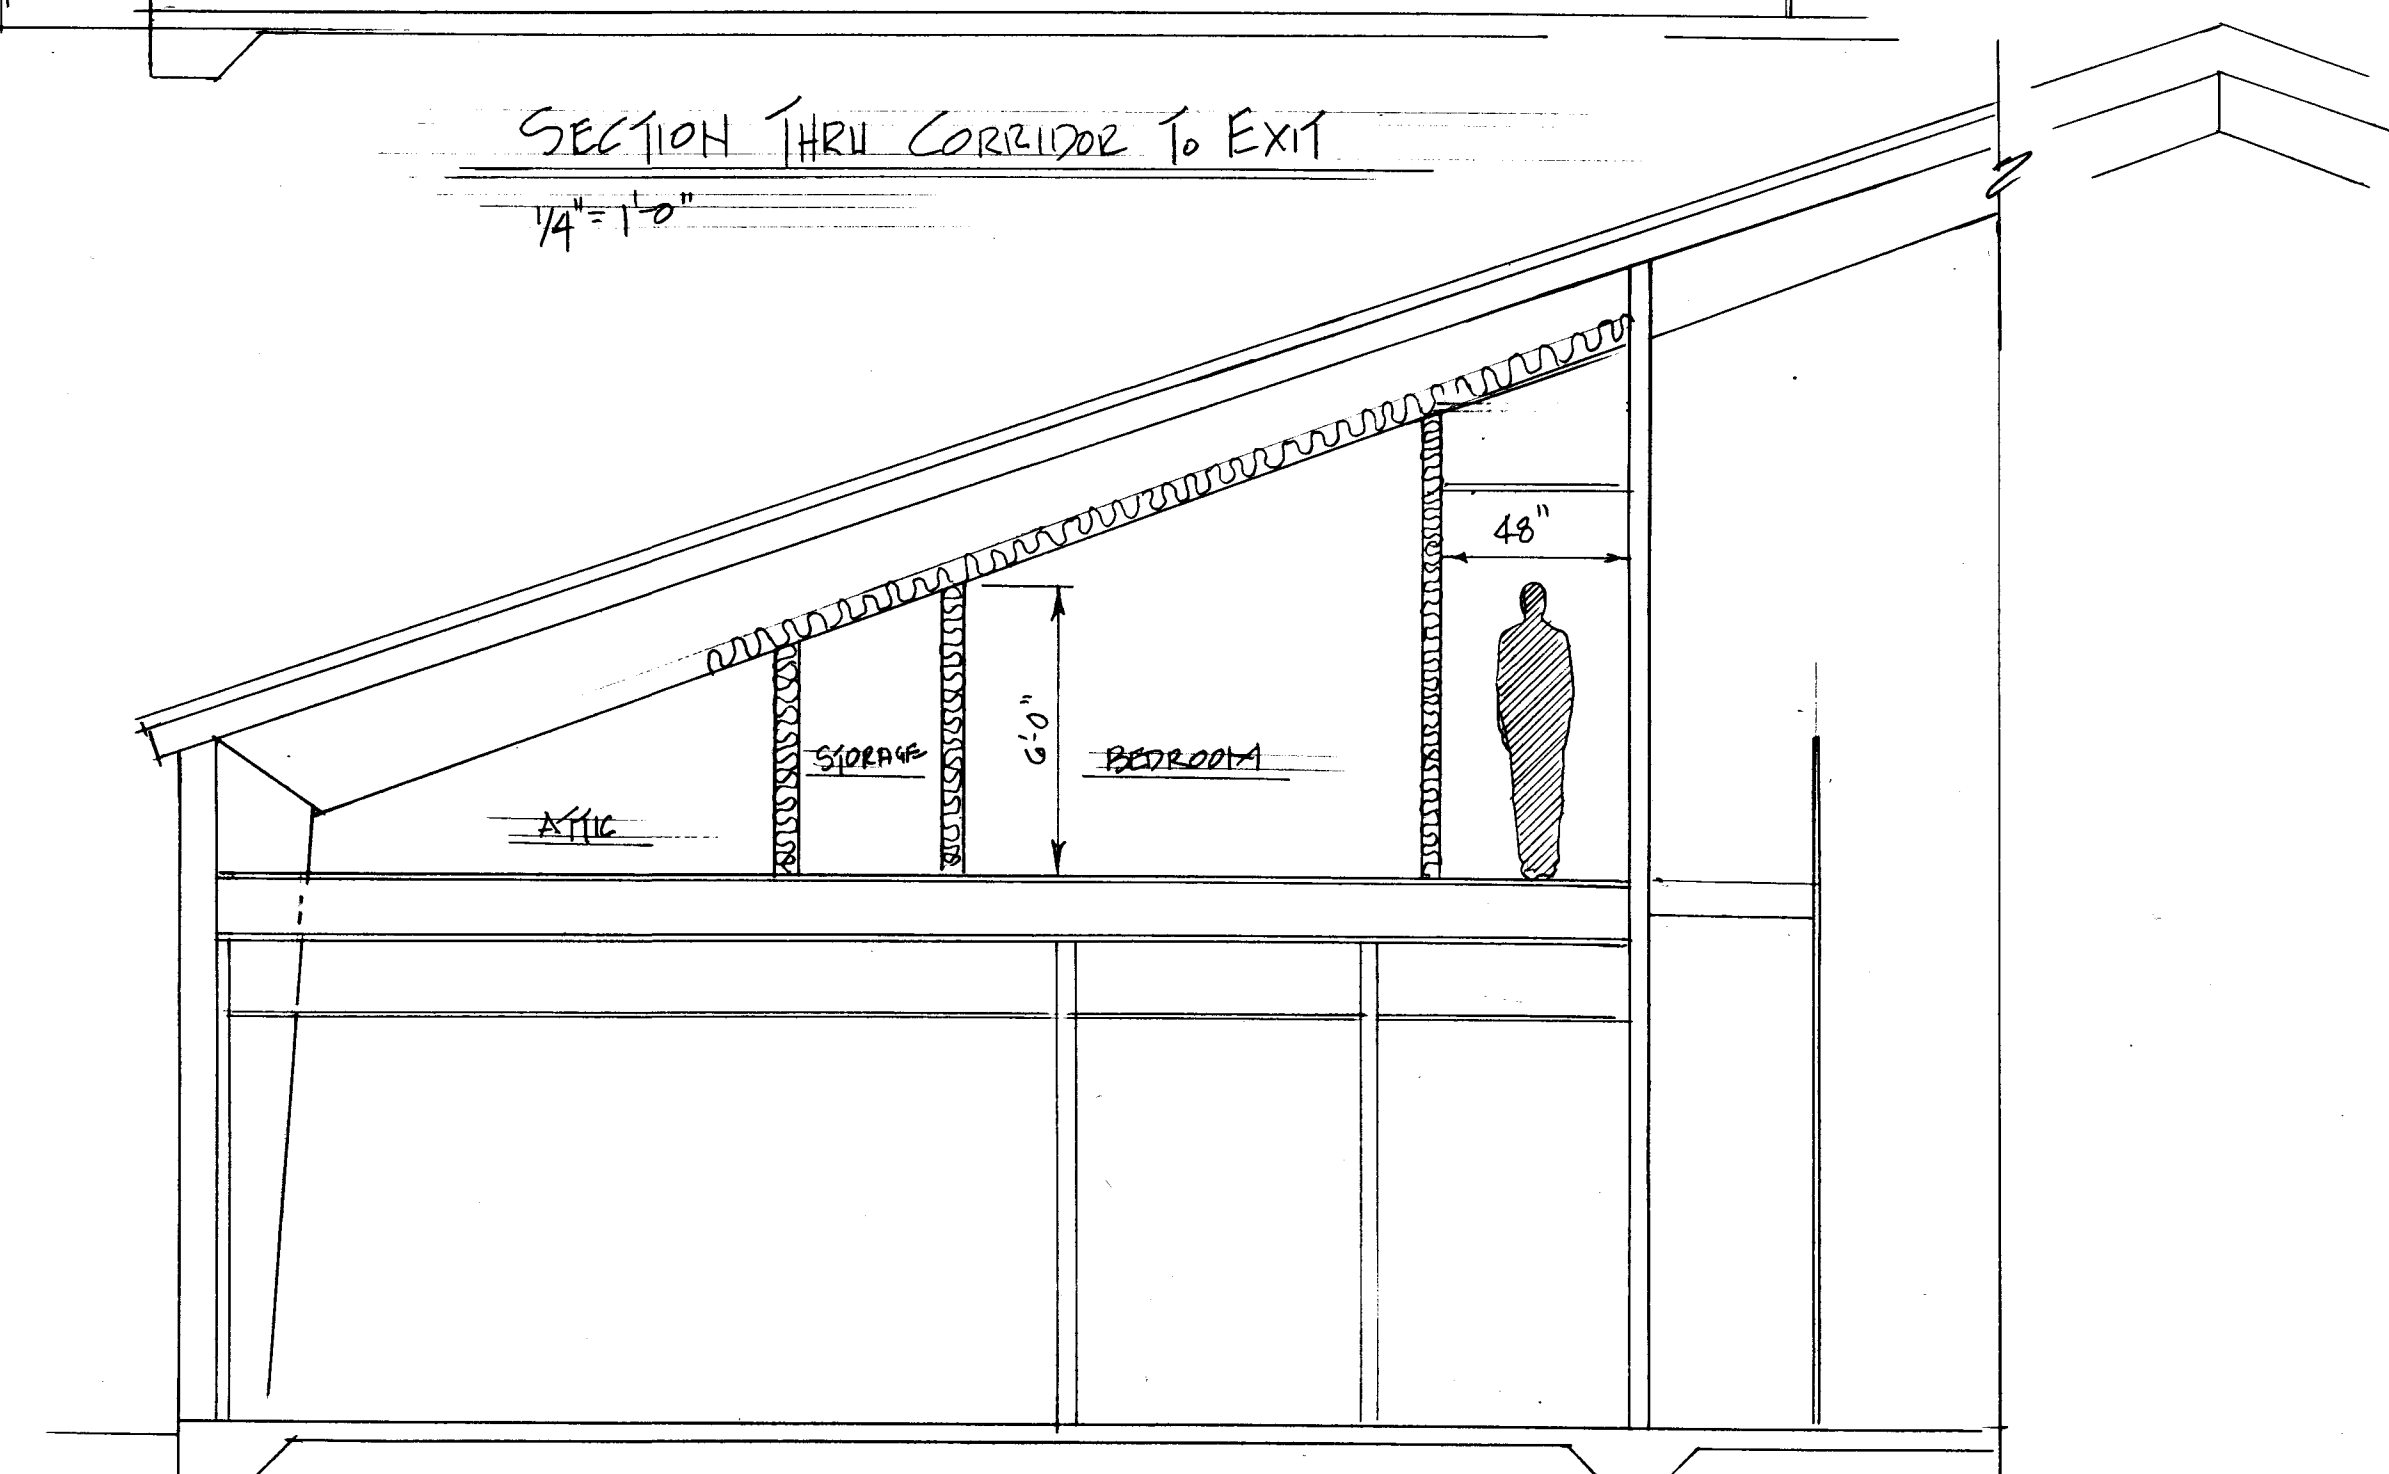 SECTION THRU CORRIDOR TO EXIT
1/4" = 1'-0"
48"
6'-0"
STORAGE
BEDROOM
ATTIC